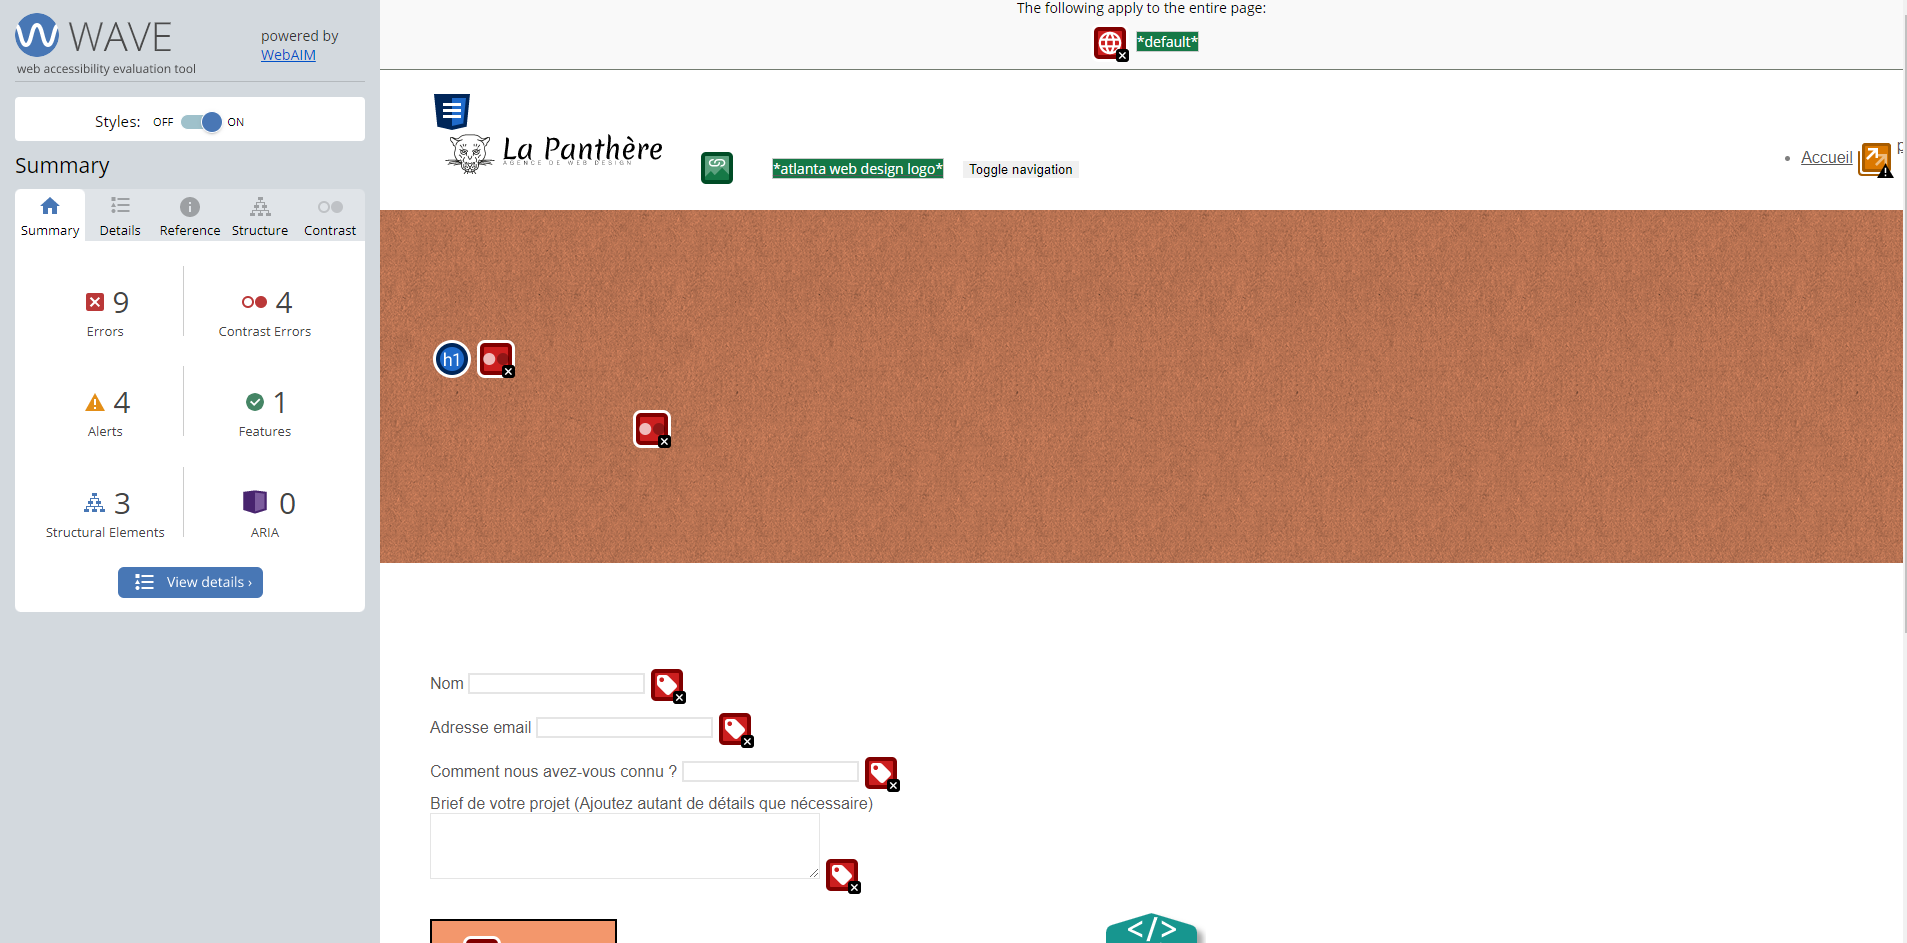 WAVE
powered by
WebAIM
web accessibility evaluation tool
Styles: OFF ON
Summary
Summary Details Reference Structure Contrast
9
Errors
4
Contrast Errors
4
Alerts
1
Features
3
Structural Elements
0
ARIA
View details ›
The following apply to the entire page:
*default*
La Panthère
AGENCE DE WEB DESIGN
*atlanta web design logo*
Toggle navigation
• Accueil
h1
Nom
Adresse email
Comment nous avez-vous connu ?
Brief de votre projet (Ajoutez autant de détails que nécessaire)
</>